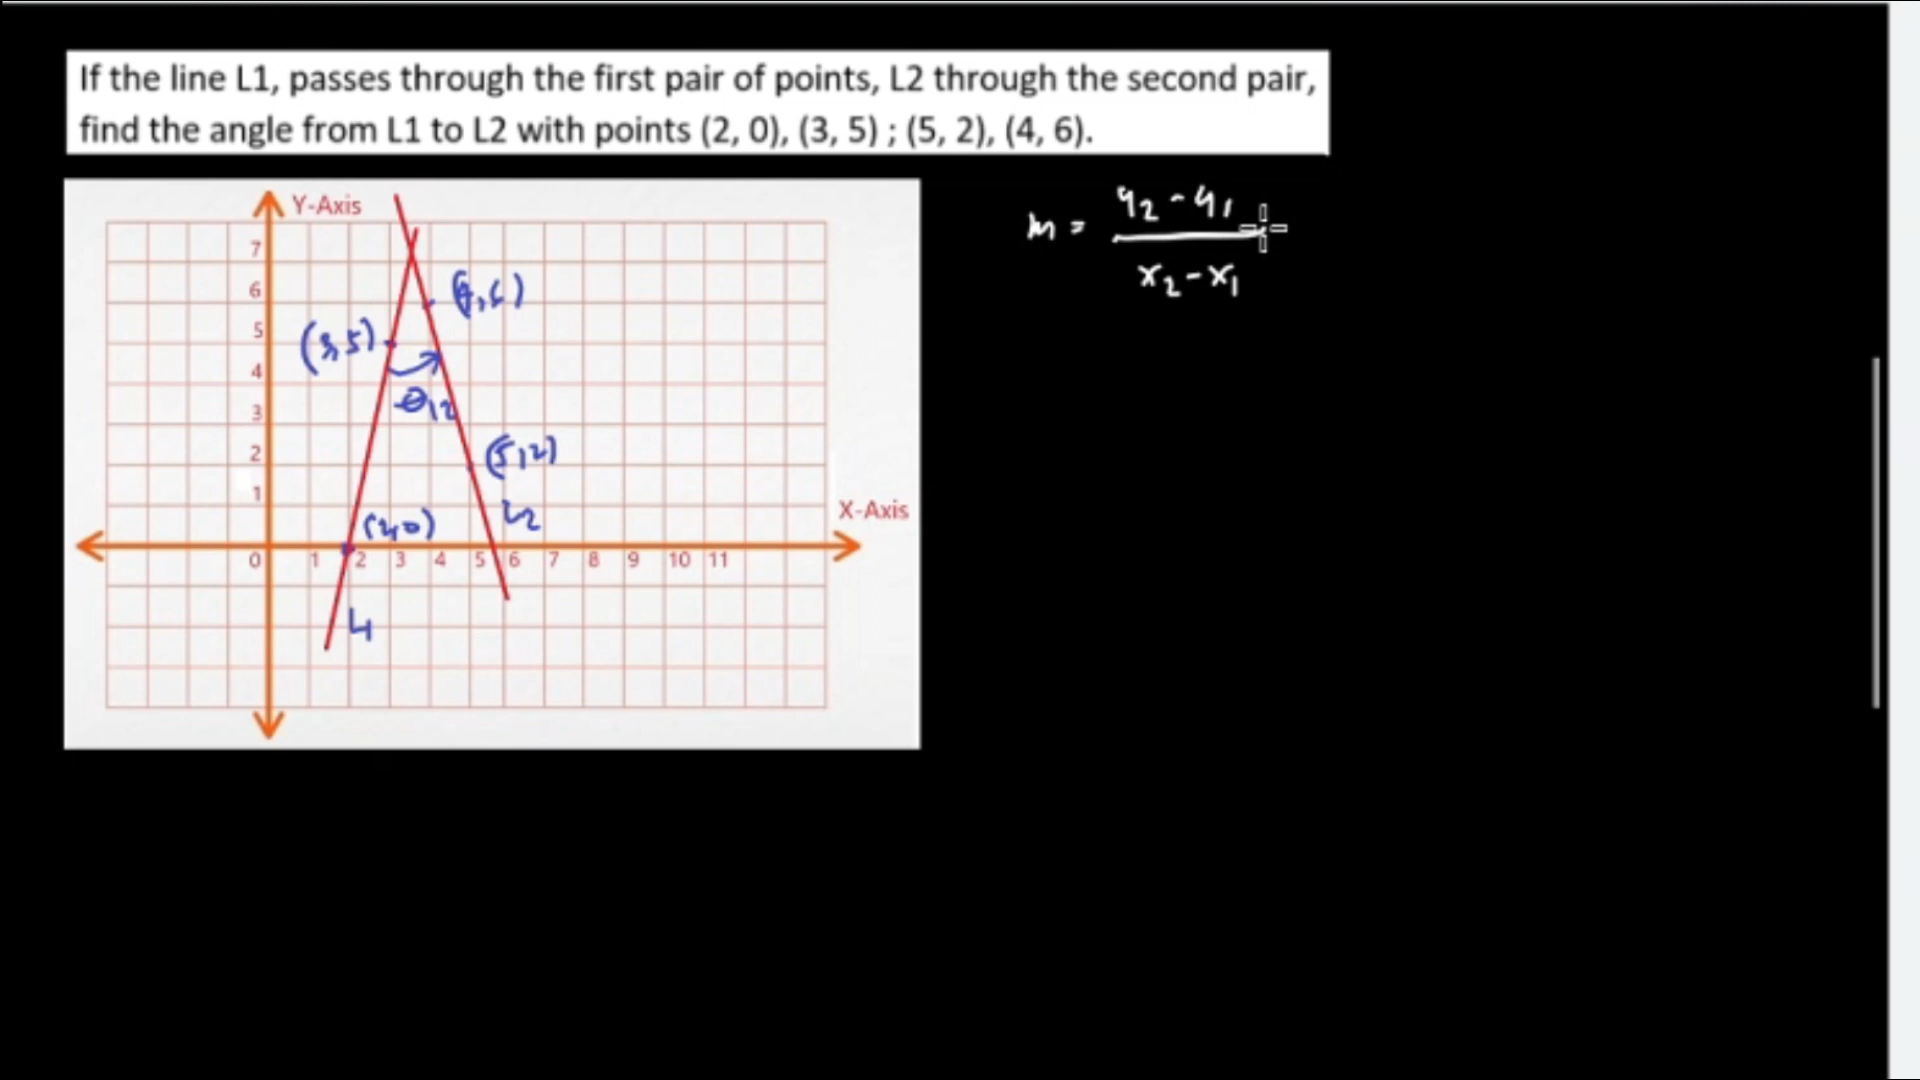 If the line L1, passes through the first pair of points, L2 through the second pair,
find the angle from L1 to L2 with points (2, 0), (3, 5) ; (5, 2), (4, 6).
Y-Axis
m = y2 - y1
x2 - x1
7
6
(4,6)
5
(3,5)
4
3
θ12
2
(5,2)
1
X-Axis
L2
(2,0)
0 1 2 3 4 5 6 7 8 9 10 11
L1